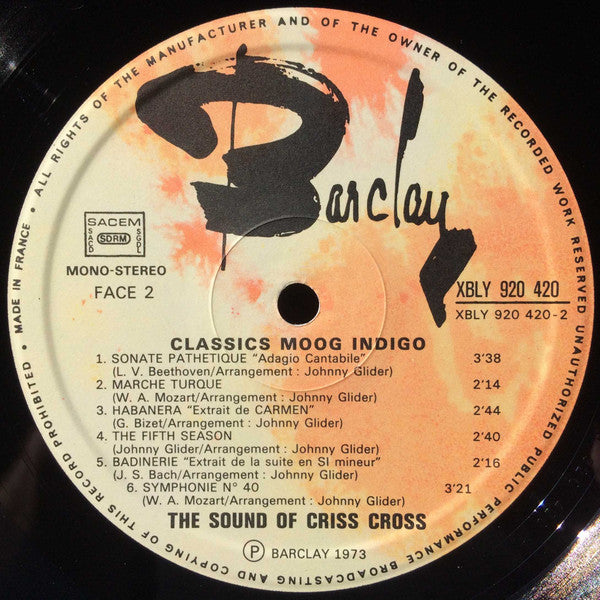 MADE IN FRANCE • ALL RIGHTS OF THE MANUFACTURER AND OF THE OWNER OF THE RECORDED WORK RESERVED UNAUTHORIZED PUBLIC PERFORMANCE BROADCASTING AND COPYING OF THIS RECORD PROHIBITED •
Barclay
SACEM
SACD SDRM SGDL
MONO-STEREO
FACE 2
XBLY 920 420
XBLY 920 420-2
CLASSICS MOOG INDIGO
1. SONATE PATHETIQUE "Adagio Cantabile" 3'38
(L. V. Beethoven/Arrangement : Johnny Glider)
2. MARCHE TURQUE 2'14
(W. A. Mozart/Arrangement : Johnny Glider)
3. HABANERA "Extrait de CARMEN" 2'44
(G. Bizet/Arrangement : Johnny Glider)
4. THE FIFTH SEASON 2'40
(Johnny Glider/Arrangement : Johnny Glider)
5. BADINERIE "Extrait de la suite en SI mineur" 2'16
(J. S. Bach/Arrangement : Johnny Glider)
6. SYMPHONIE N° 40 3'21
(W. A. Mozart/Arrangement : Johnny Glider)
THE SOUND OF CRISS CROSS
Ⓟ BARCLAY 1973